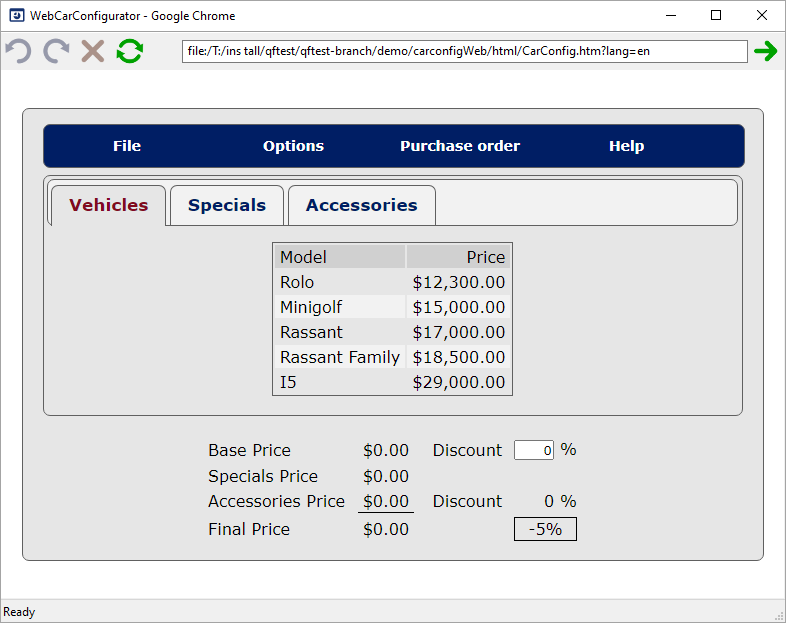 WebCarConfigurator - Google Chrome
file:/T:/ins tall/qftest/qftest-branch/demo/carconfigWeb/html/CarConfig.htm?lang=en
File Options Purchase order Help
Vehicles Specials Accessories
Model Price
Rolo $12,300.00
Minigolf $15,000.00
Rassant $17,000.00
Rassant Family $18,500.00
I5 $29,000.00
Base Price $0.00 Discount 0 %
Specials Price $0.00
Accessories Price $0.00 Discount 0 %
Final Price $0.00 -5%
Ready